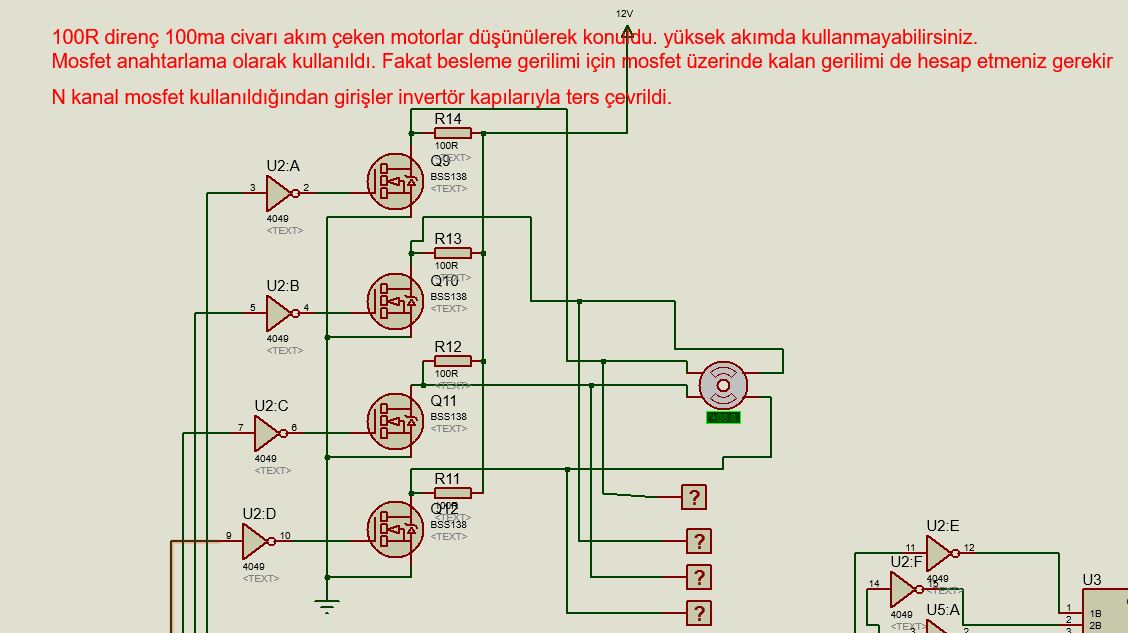 12V
100R direnç 100ma civarı akım çeken motorlar düşünülerek konuldu. yüksek akımda kullanmayabilirsiniz.
Mosfet anahtarlama olarak kullanıldı. Fakat besleme gerilimi için mosfet üzerinde kalan gerilimi de hesap etmeniz gerekir
N kanal mosfet kullanıldığından girişler invertör kapılarıyla ters çevrildi.
R14
100R
<TEXT>
Q9
BSS138
<TEXT>
U2:A
3 2
4049
<TEXT>
R13
100R
<TEXT>
Q10
BSS138
<TEXT>
U2:B
5 4
4049
<TEXT>
R12
100R
<TEXT>
Q11
BSS138
<TEXT>
U2:C
7 6
4049
<TEXT>
R11
100R
<TEXT>
Q12
BSS138
<TEXT>
U2:D
9 10
4049
<TEXT>
?
?
?
?
U2:E
11 12
4049
<TEXT>
U2:F
14 15
4049
<TEXT>
U5:A
3 2
U3
1 1B
2 2B
3